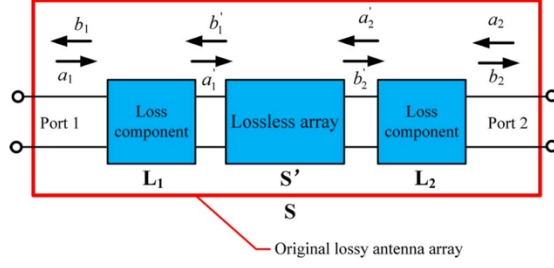 b₁ b₁' a₂' a₂
a₁ a₁' b₂' b₂
Port 1 Loss component Lossless array Loss component Port 2
L₁ S' L₂
S
Original lossy antenna array